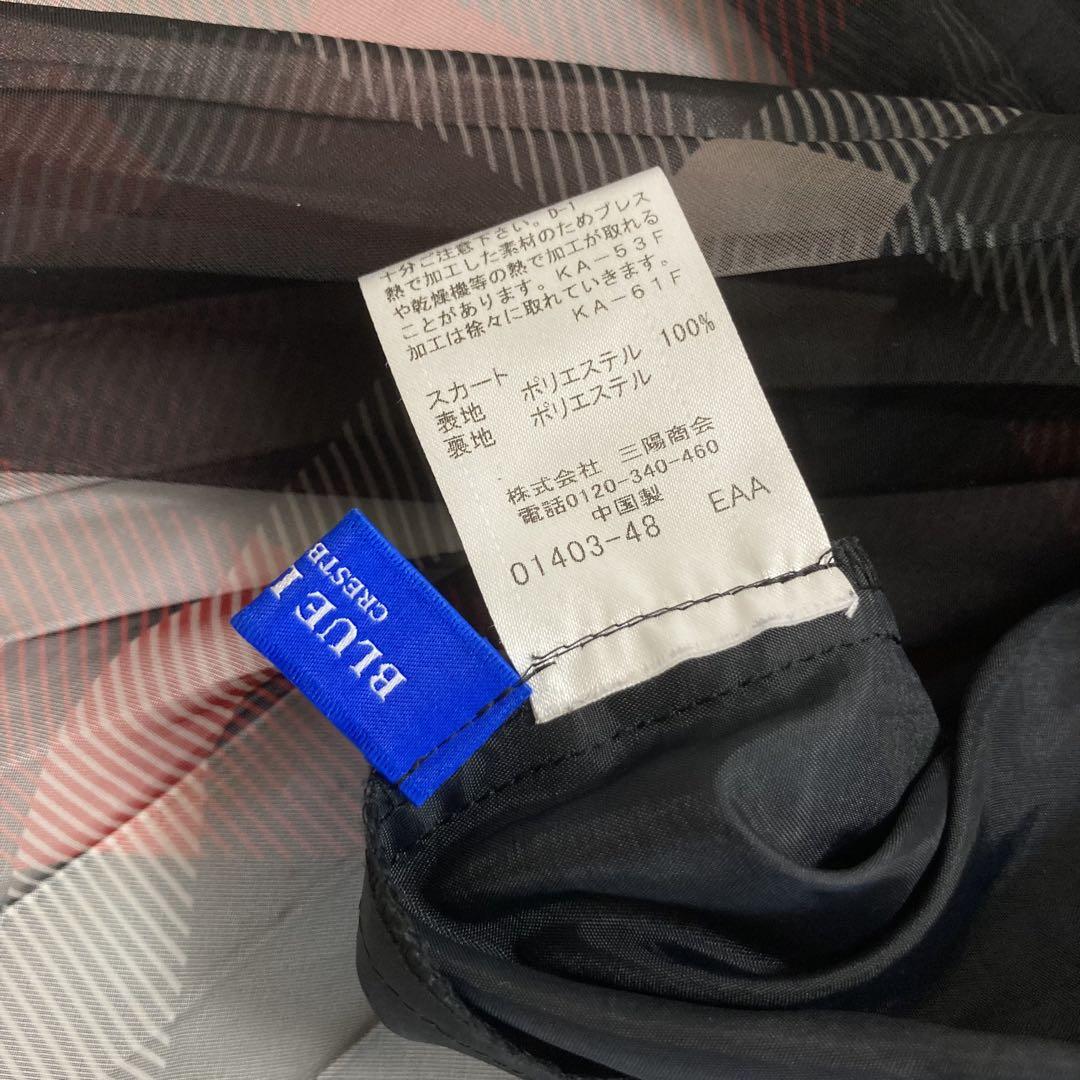 十分ご注意下さい。D-1
熱で加工した素材のためプレス
や乾燥機等の熱で加工が取れる
ことがあります。KA-53F
加工は徐々に取れていきます。
KA-61F
スカート
表地 ポリエステル 100%
裏地 ポリエステル
株式会社 三陽商会
電話0120-340-460
中国製
01403-48 EAA
BLUE